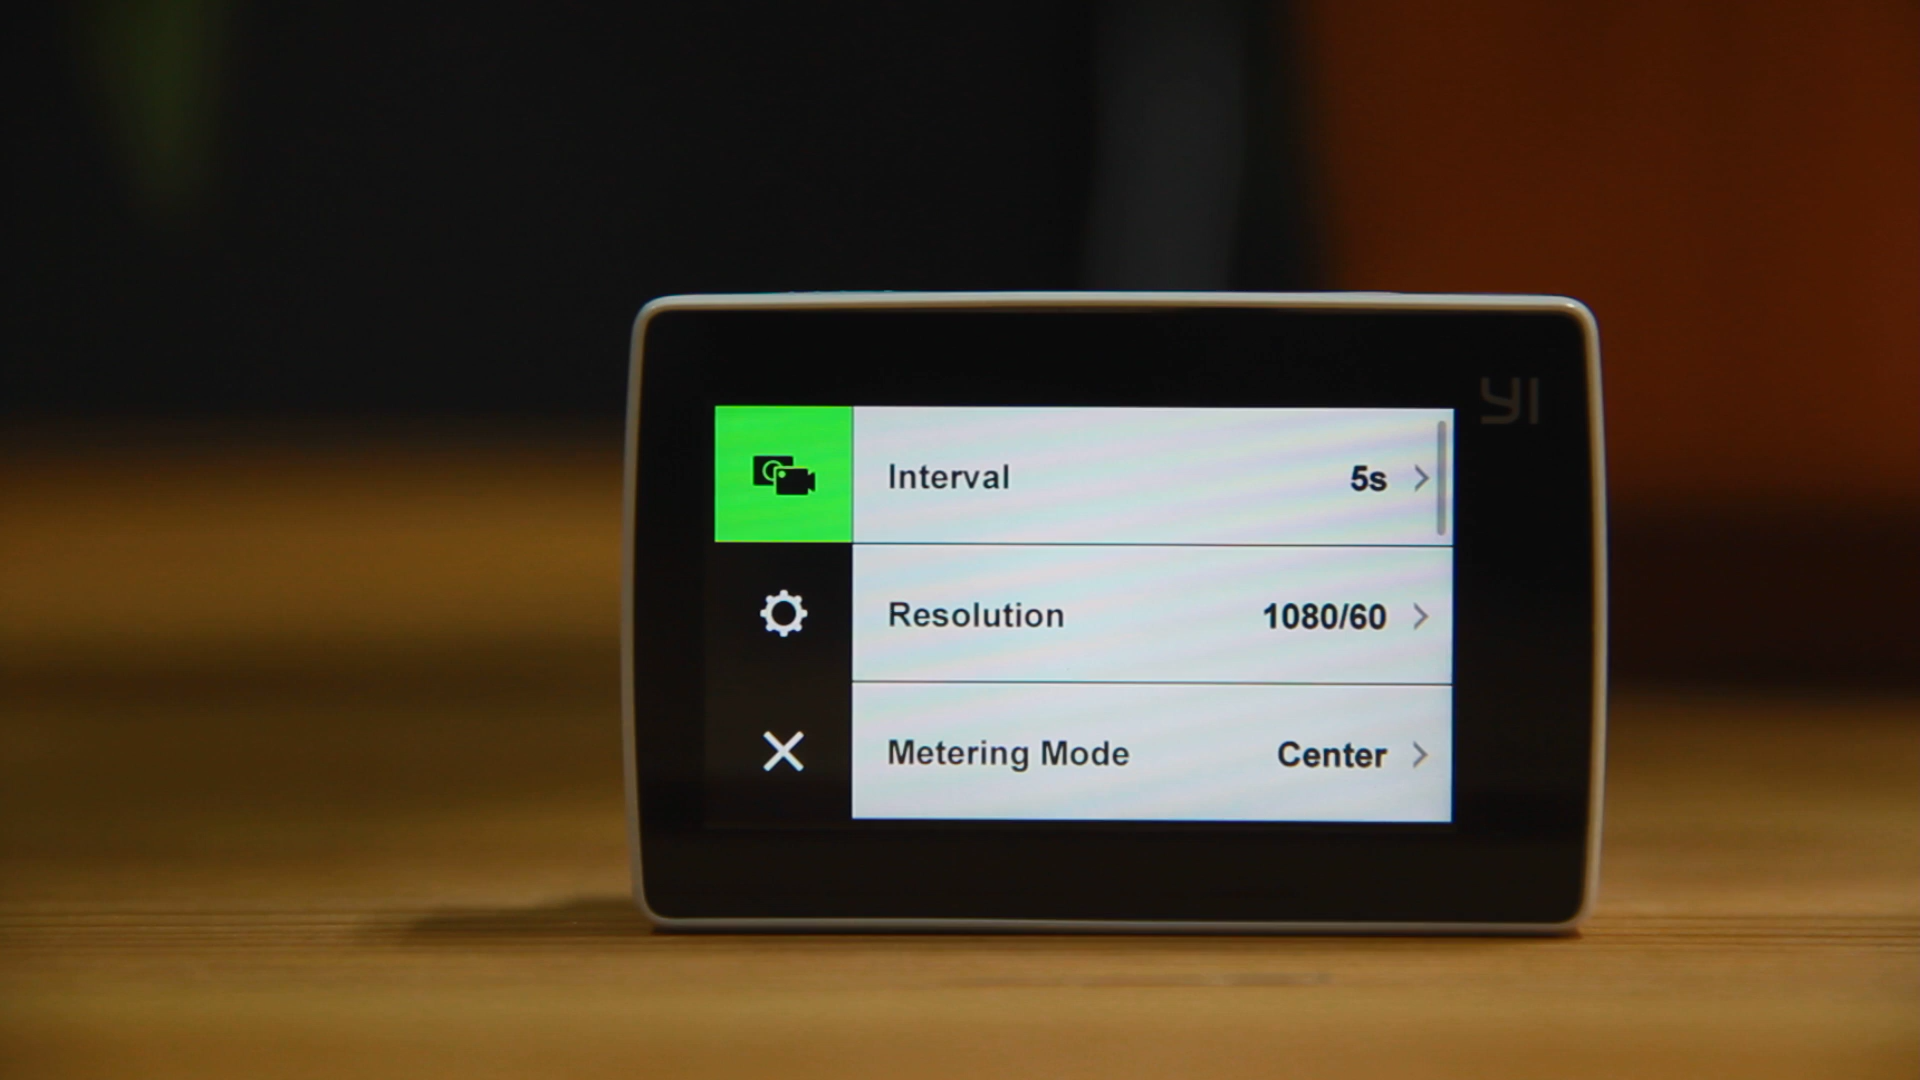 YI
Interval 5s
Resolution 1080/60
Metering Mode Center